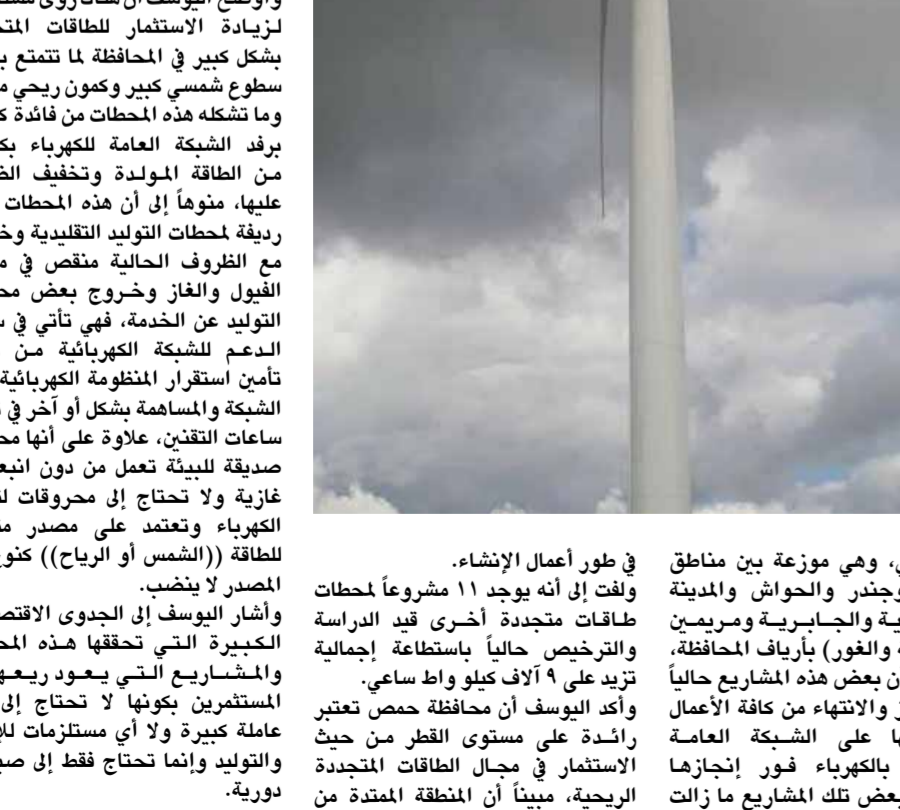 وهي موزعة بين مناطق
وجندر والحواش والمدينة
والجابرية ومريمين
والغور) بأرياف المحافظة،
بعض هذه المشاريع حالياً
والانتهاء من كافة الأعمال
على الشبكة العامة
بالكهرباء فور إنجازها
بعض تلك المشاريع ما زالت
في طور أعمال الإنشاء.
ولفت إلى أنه يوجد ١١ مشروعاً لمحطات
طاقات متجددة أخرى قيد الدراسة
والترخيص حالياً باستطاعة إجمالية
تزيد على ٩ آلاف كيلو واط ساعي.
وأكد اليوسف أن محافظة حمص تعتبر
رائدة على مستوى القطر من حيث
الاستثمار في مجال الطاقات المتجددة
الريحية، مبيناً أن المنطقة الممتدة من
وأوضح اليوسف أن
لزيادة الاستثمار للطاقات
بشكل كبير في المحافظة لما تتمتع
سطوع شمسي كبير وكمون ريحي
وما تشكله هذه المحطات من فائدة
برفد الشبكة العامة للكهرباء
من الطاقة المولدة وتخفيف
عليها، منوهاً إلى أن هذه المحطات
رديفة لمحطات التوليد التقليدية
مع الظروف الحالية منقص في
الفيول والغاز وخروج بعض
التوليد عن الخدمة، فهي تأتي في
الدعم للشبكة الكهربائية من
تأمين استقرار المنظومة الكهربائية
الشبكة والمساهمة بشكل أو آخر في
ساعات التقنين، علاوة على أنها
صديقة للبيئة تعمل من دون
غازية ولا تحتاج إلى محروقات
الكهرباء وتعتمد على مصدر
للطاقة ((الشمس أو الرياح))
المصدر لا ينضب.
وأشار اليوسف إلى الجدوى
الكبيرة التي تحققها هذه
والمشاريع التي يعود
المستثمرين بكونها لا تحتاج إلى
عاملة كبيرة ولا أي مستلزمات
والتوليد وإنما تحتاج فقط إلى
دورية.